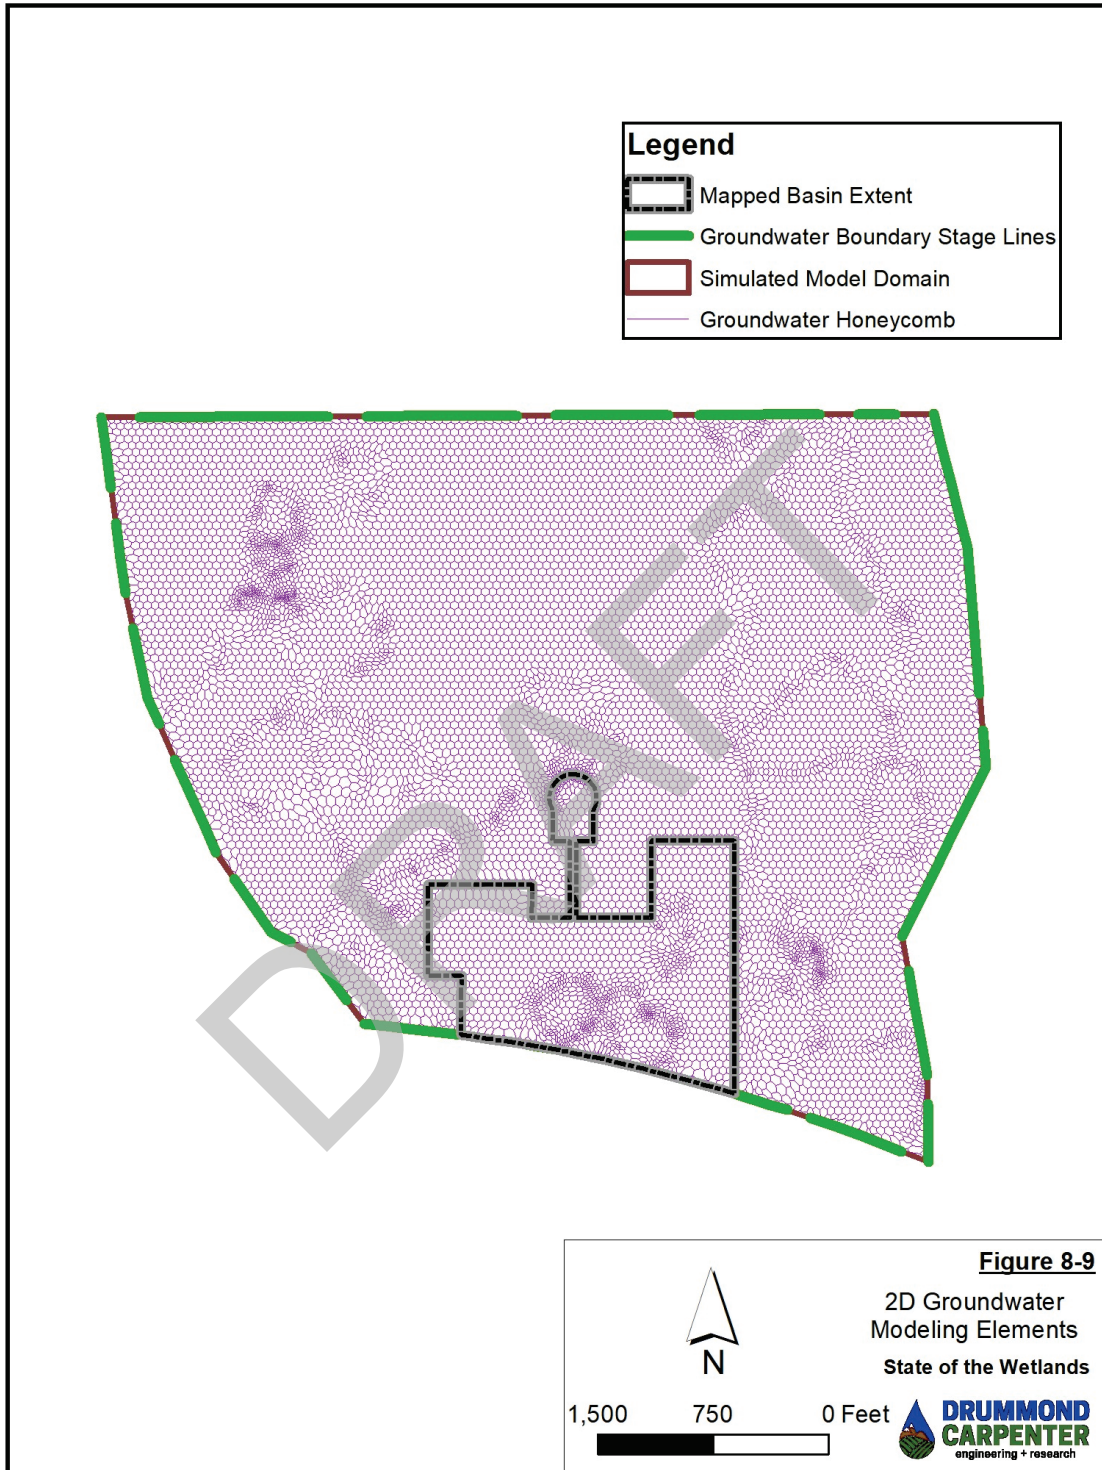 Legend
Mapped Basin Extent
Groundwater Boundary Stage Lines
Simulated Model Domain
Groundwater Honeycomb
DRAFT
Figure 8-9
2D Groundwater
Modeling Elements
State of the Wetlands
N
1,500 750 0 Feet
DRUMMOND
CARPENTER
engineering + research